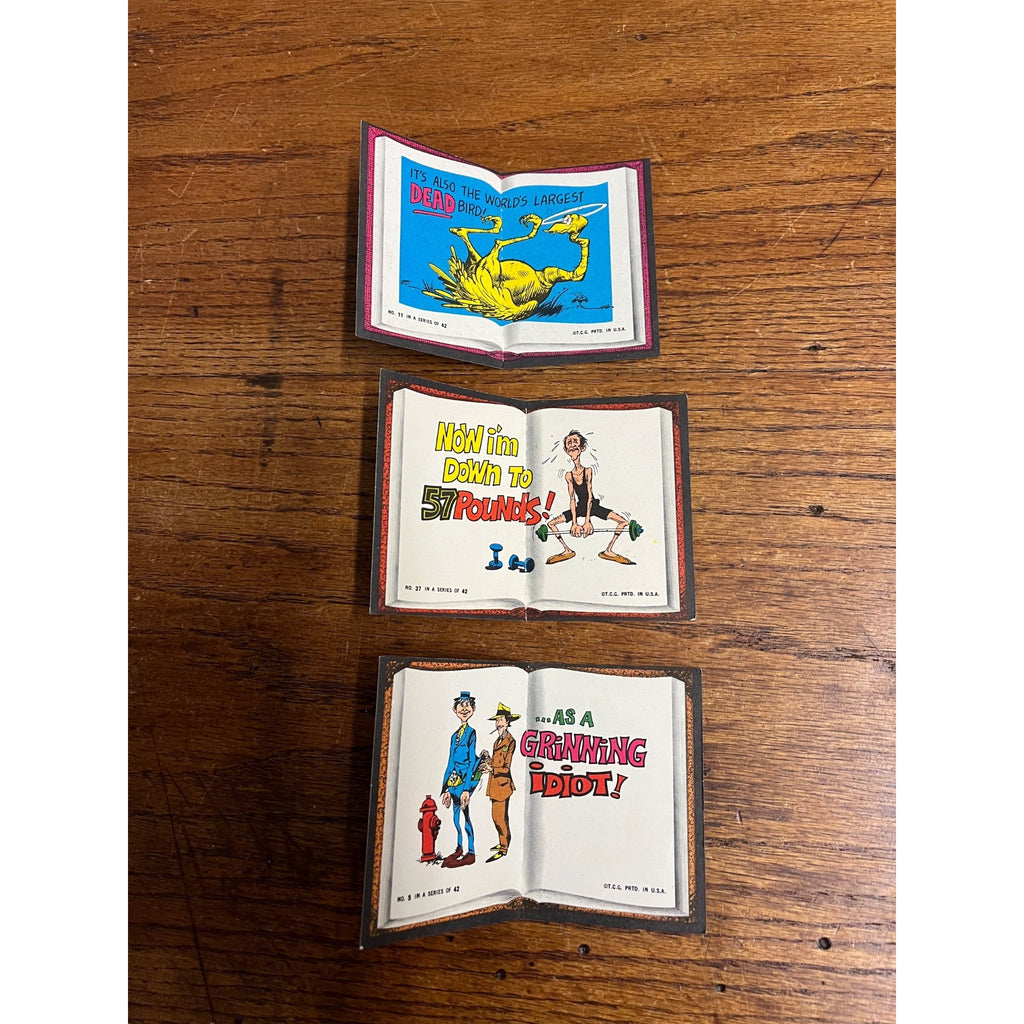 IT'S ALSO THE WORLD'S LARGEST
DEAD BIRD!
NO. 11 IN A SERIES OF 42
©T.C.G. PRTD. IN U.S.A.
NOW i'm
DOWN TO
57 POUNDS!
NO. 37 IN A SERIES OF 42
©T.C.G. PRTD. IN U.S.A.
...AS A
GRiNNiNG
iDiOT!
NO. 5 IN A SERIES OF 42
©T.C.G. PRTD. IN U.S.A.